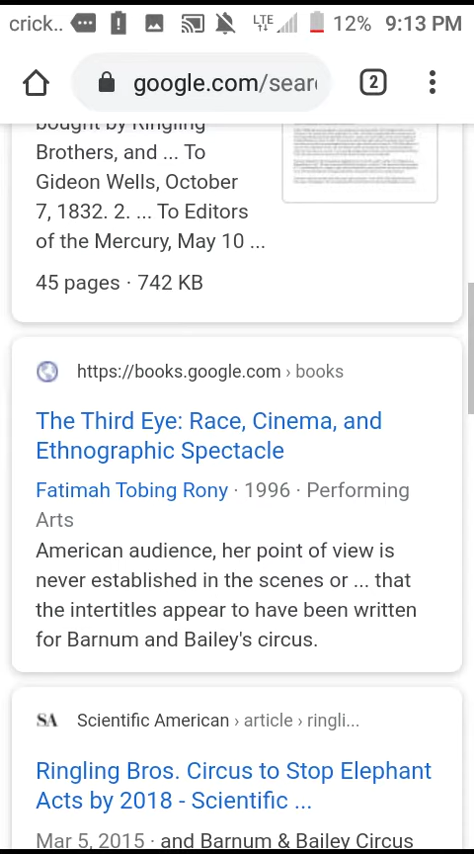 crick.. LTE 12% 9:13 PM
google.com/sear 2
bought by Ringling
Brothers, and ... To
Gideon Wells, October
7, 1832. 2. ... To Editors
of the Mercury, May 10 ...
45 pages · 742 KB
https://books.google.com › books
The Third Eye: Race, Cinema, and
Ethnographic Spectacle
Fatimah Tobing Rony · 1996 · Performing
Arts
American audience, her point of view is
never established in the scenes or ... that
the intertitles appear to have been written
for Barnum and Bailey's circus.
SA Scientific American › article › ringli...
Ringling Bros. Circus to Stop Elephant
Acts by 2018 - Scientific ...
Mar 5, 2015 · and Barnum & Bailey Circus